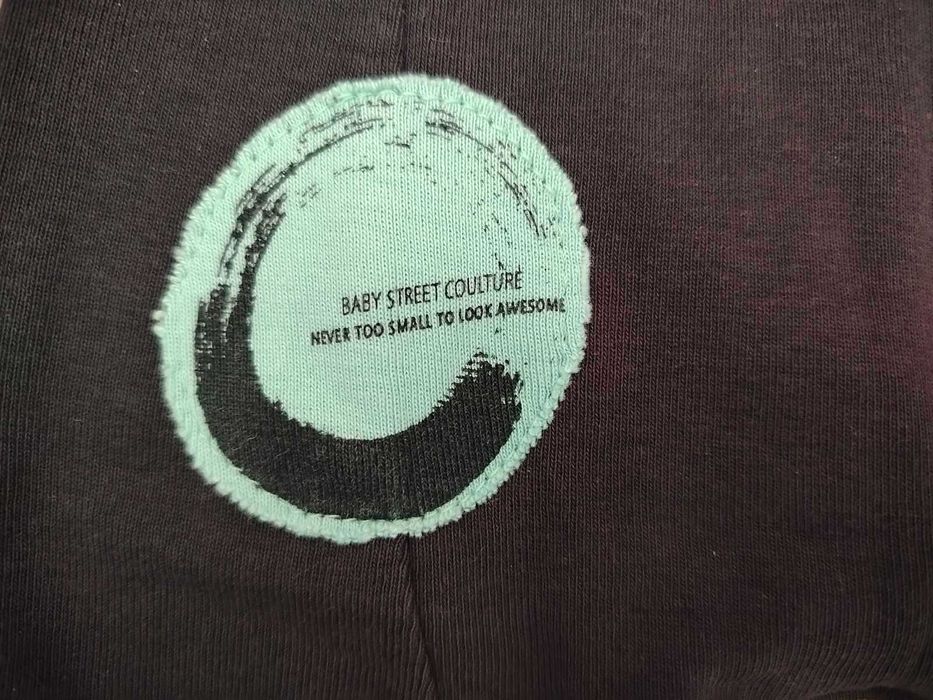 BABY STREET COULTURE
NEVER TOO SMALL TO LOOK AWESOME